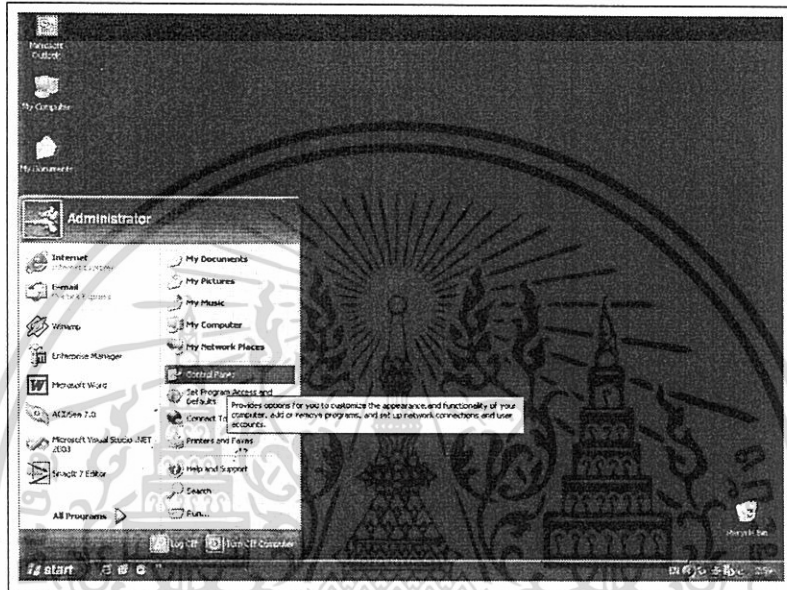 Microsoft
Outlook
My Computer
My Documents
Administrator
Internet
Internet Explorer
E-mail
Outlook Express
Winamp
Enterprise Manager
Microsoft Word
ACDSee 7.0
Microsoft Visual Studio .NET
2003
SnagIt 7 Editor
All Programs
My Documents
My Pictures
My Music
My Computer
My Network Places
Control Panel
Set Program Access and
Defaults
Connect To
Provides options for you to customize the appearance and functionality of your
computer, add or remove programs, and set up network connections and user
accounts.
Printers and Faxes
Help and Support
Search
Run...
Log Off
Turn Off Computer
Recycle Bin
start